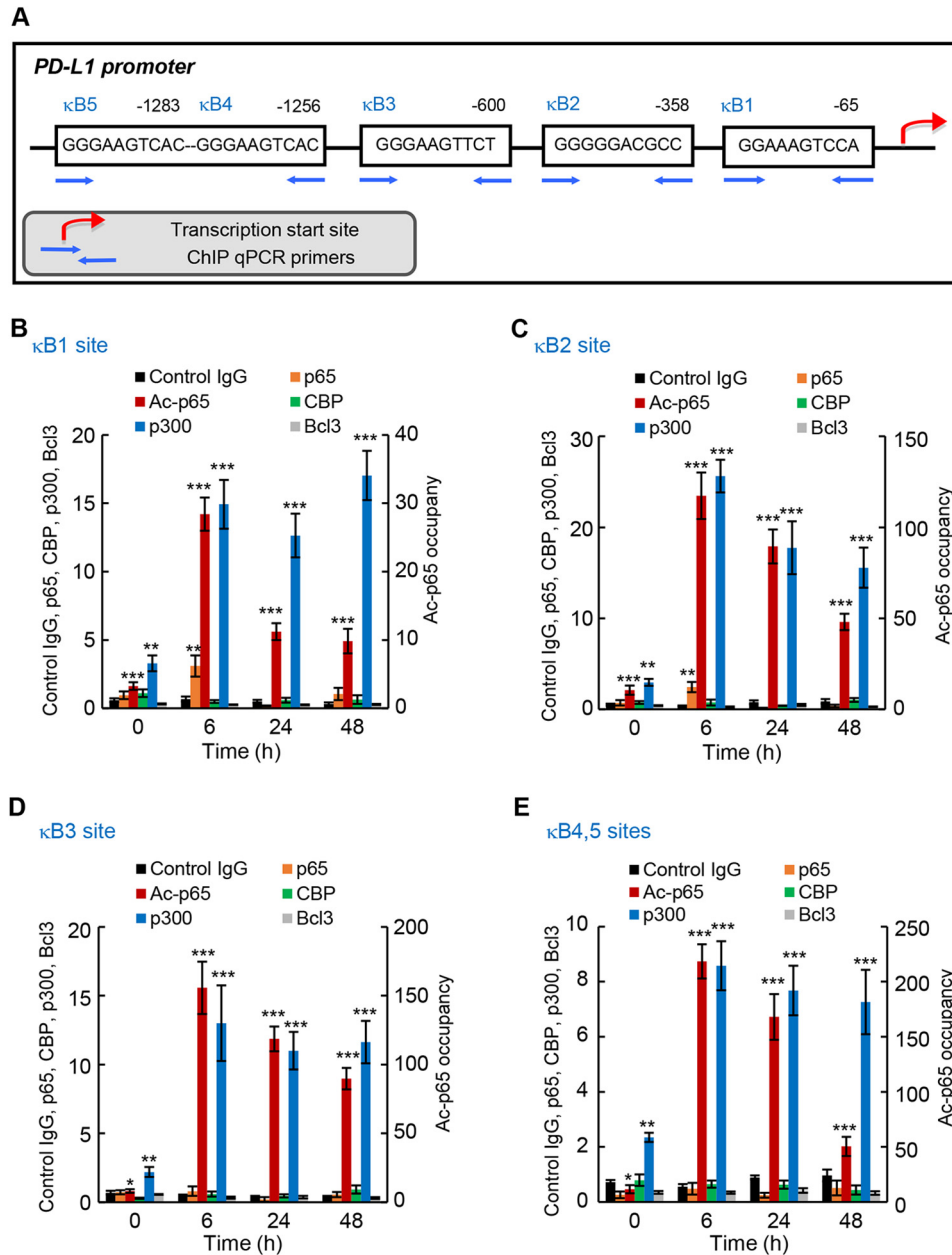 A
PD-L1 promoter
κB5 -1283 κB4 -1256 κB3 -600 κB2 -358 κB1 -65
GGGAAGTCAC--GGGAAGTCAC GGGAAGTTCT GGGGGACGCC GGAAAGTCCA
Transcription start site
ChIP qPCR primers
B
κB1 site
Control IgG p65
Ac-p65 CBP
p300 Bcl3
Control IgG, p65, CBP, p300, Bcl3
20
15
10
5
0
*** ** ** *** *** *** *** *** ***
40
30
20
10
0
Ac-p65 occupany
0 6 24 48
Time (h)
C
κB2 site
Control IgG p65
Ac-p65 CBP
p300 Bcl3
Control IgG, p65, CBP, p300, Bcl3
30
20
10
0
*** ** ** *** *** *** *** *** ***
150
100
50
0
Ac-p65 occupancy
0 6 24 48
Time (h)
D
κB3 site
Control IgG p65
Ac-p65 CBP
p300 Bcl3
Control IgG, p65, CBP, p300, Bcl3
20
15
10
5
0
* ** *** *** *** *** *** ***
200
150
100
50
0
Ac-p65 occupancy
0 6 24 48
Time (h)
E
κB4,5 sites
Control IgG p65
Ac-p65 CBP
p300 Bcl3
Control IgG, p65, CBP, p300, Bcl3
10
8
6
4
2
0
* ** *** *** *** *** *** ***
250
200
150
100
50
0
Ac-p65 occupancy
0 6 24 48
Time (h)